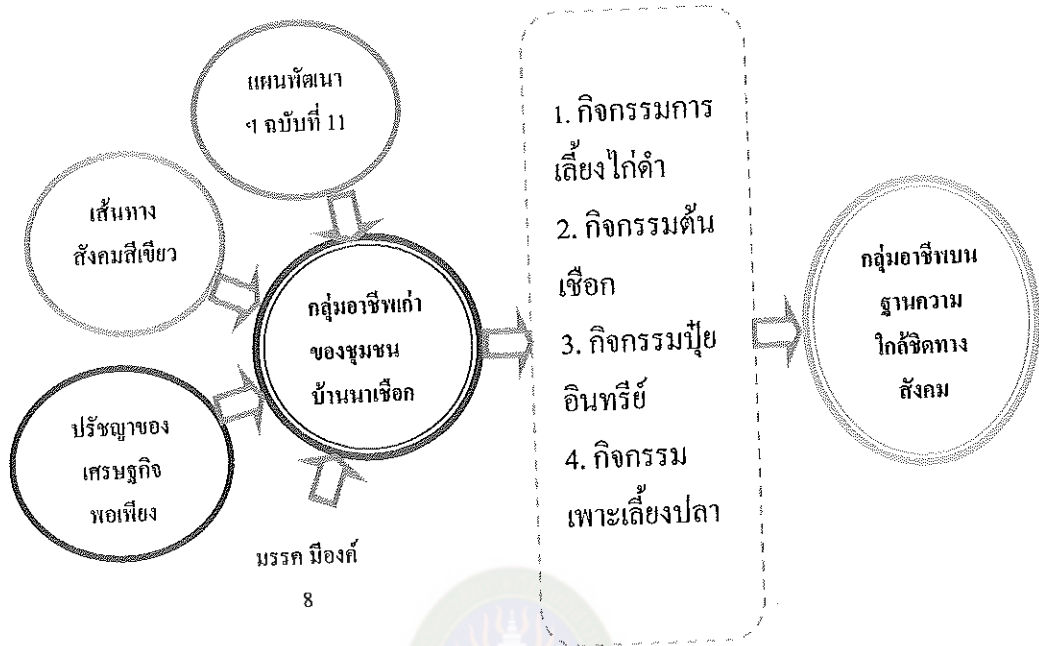 แผนพัฒนา
ฯ ฉบับที่ 11
เส้นทาง
สังคมสีเขียว
ปรัชญาของ
เศรษฐกิจ
พอเพียง
มรรค มีองค์
8
กลุ่มอาชีพเก่า
ของชุมชน
บ้านนาเชือก
1. กิจกรรมการ
เลี้ยงไก่ดำ
2. กิจกรรมต้น
เชือก
3. กิจกรรมปุ๋ย
อินทรีย์
4. กิจกรรม
เพาะเลี้ยงปลา
กลุ่มอาชีพบน
ฐานความ
ใกล้ชิดทาง
สังคม